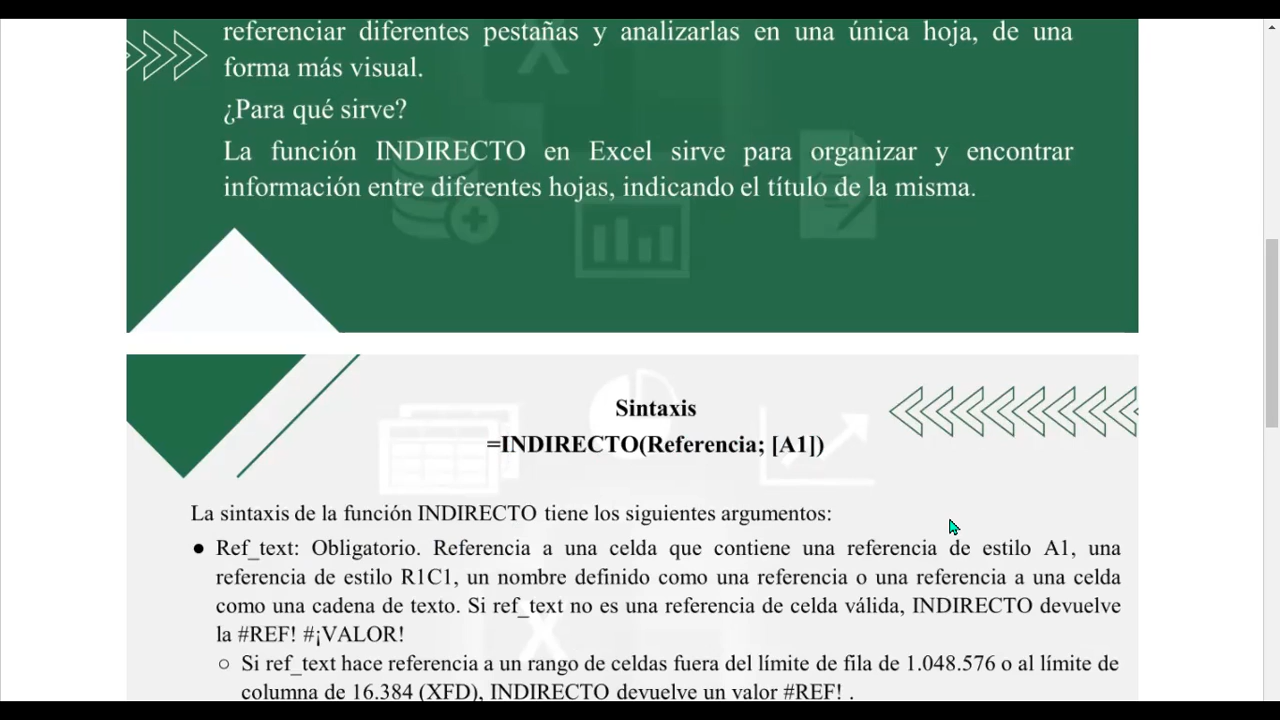 referenciar diferentes pestañas y analizarlas en una única hoja, de una
forma más visual.
¿Para qué sirve?
La función INDIRECTO en Excel sirve para organizar y encontrar
información entre diferentes hojas, indicando el título de la misma.
Sintaxis
=INDIRECTO(Referencia; [A1])
La sintaxis de la función INDIRECTO tiene los siguientes argumentos:
● Ref_text: Obligatorio. Referencia a una celda que contiene una referencia de estilo A1, una
referencia de estilo R1C1, un nombre definido como una referencia o una referencia a una celda
como una cadena de texto. Si ref_text no es una referencia de celda válida, INDIRECTO devuelve
la #REF! #¡VALOR!
○ Si ref_text hace referencia a un rango de celdas fuera del límite de fila de 1.048.576 o al límite de
columna de 16.384 (XFD), INDIRECTO devuelve un valor #REF! .